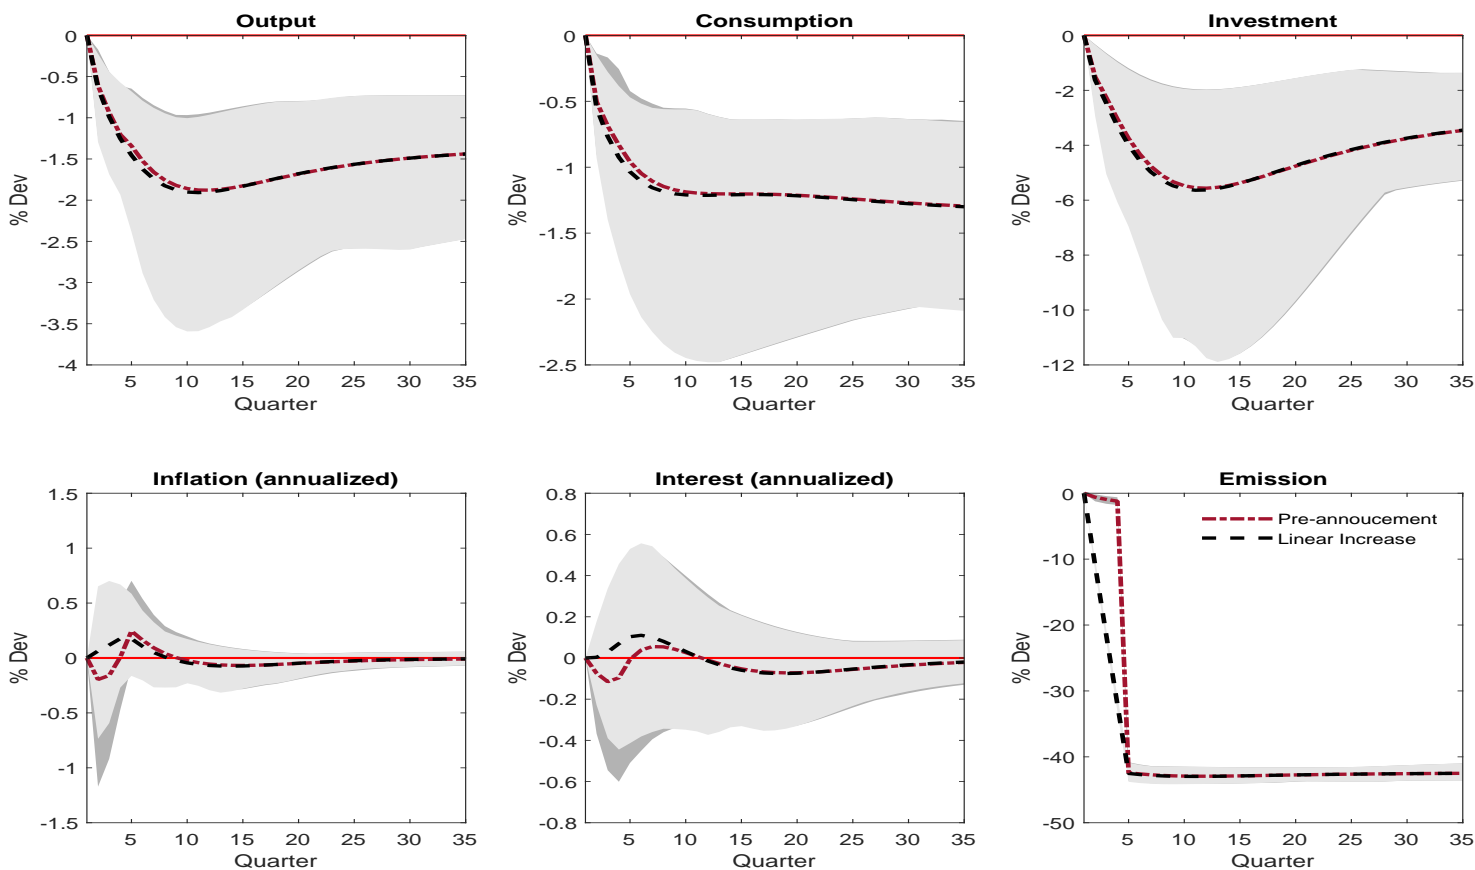 Output
Consumption
Investment
0
-0.5
-1
-1.5
-2
-2.5
-3
-3.5
-4
% Dev
5 10 15 20 25 30 35
Quarter
0
-0.5
-1
-1.5
-2
-2.5
% Dev
5 10 15 20 25 30 35
Quarter
0
-2
-4
-6
-8
-10
-12
% Dev
5 10 15 20 25 30 35
Quarter
Inflation (annualized)
Interest (annualized)
Emission
1.5
1
0.5
0
-0.5
-1
-1.5
% Dev
5 10 15 20 25 30 35
Quarter
0.8
0.6
0.4
0.2
0
-0.2
-0.4
-0.6
-0.8
% Dev
5 10 15 20 25 30 35
Quarter
0
-10
-20
-30
-40
-50
% Dev
Pre-annoucement
Linear Increase
5 10 15 20 25 30 35
Quarter